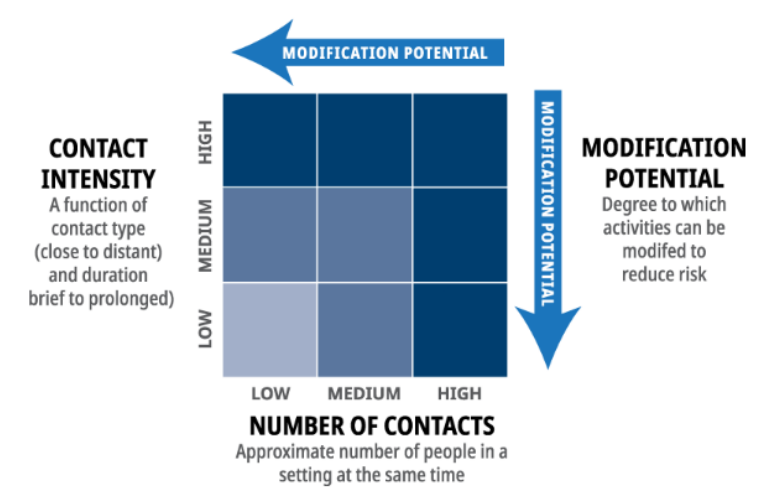 MODIFICATION POTENTIAL
CONTACT
INTENSITY
A function of
contact type
(close to distant)
and duration
brief to prolonged)
HIGH
MEDIUM
LOW
MODIFICATION POTENTIAL
MODIFICATION
POTENTIAL
Degree to which
activities can be
modifed to
reduce risk
LOW
MEDIUM
HIGH
NUMBER OF CONTACTS
Approximate number of people in a
setting at the same time